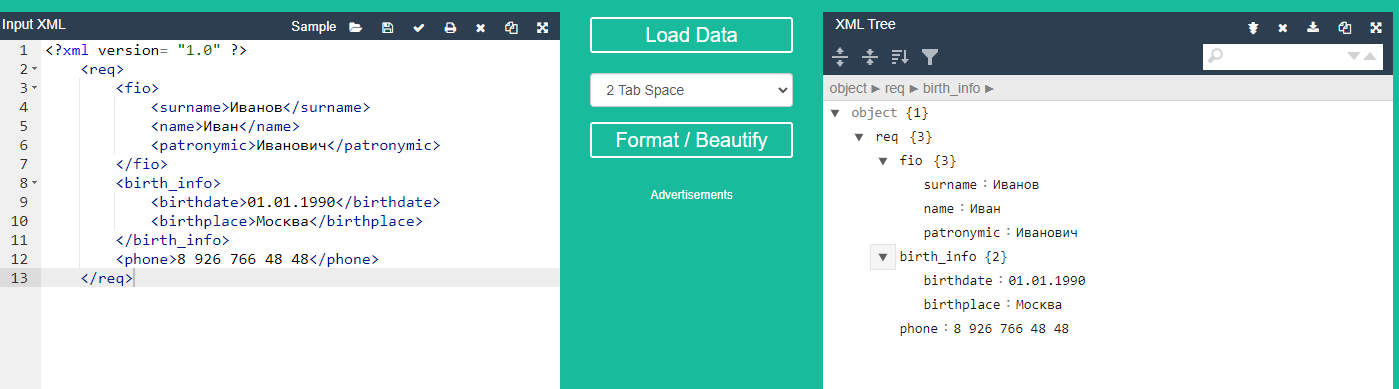 Input XML
Sample
1 <?xml version= "1.0" ?>
2 <req>
3 <fio>
4 <surname>Иванов</surname>
5 <name>Иван</name>
6 <patronymic>Иванович</patronymic>
7 </fio>
8 <birth_info>
9 <birthdate>01.01.1990</birthdate>
10 <birthplace>Москва</birthplace>
11 </birth_info>
12 <phone>8 926 766 48 48</phone>
13 </req>
Load Data
2 Tab Space
Format / Beautify
Advertisements
XML Tree
object ▶ req ▶ birth_info ▶
object {1}
req {3}
fio {3}
surname : Иванов
name : Иван
patronymic : Иванович
birth_info {2}
birthdate : 01.01.1990
birthplace : Москва
phone : 8 926 766 48 48